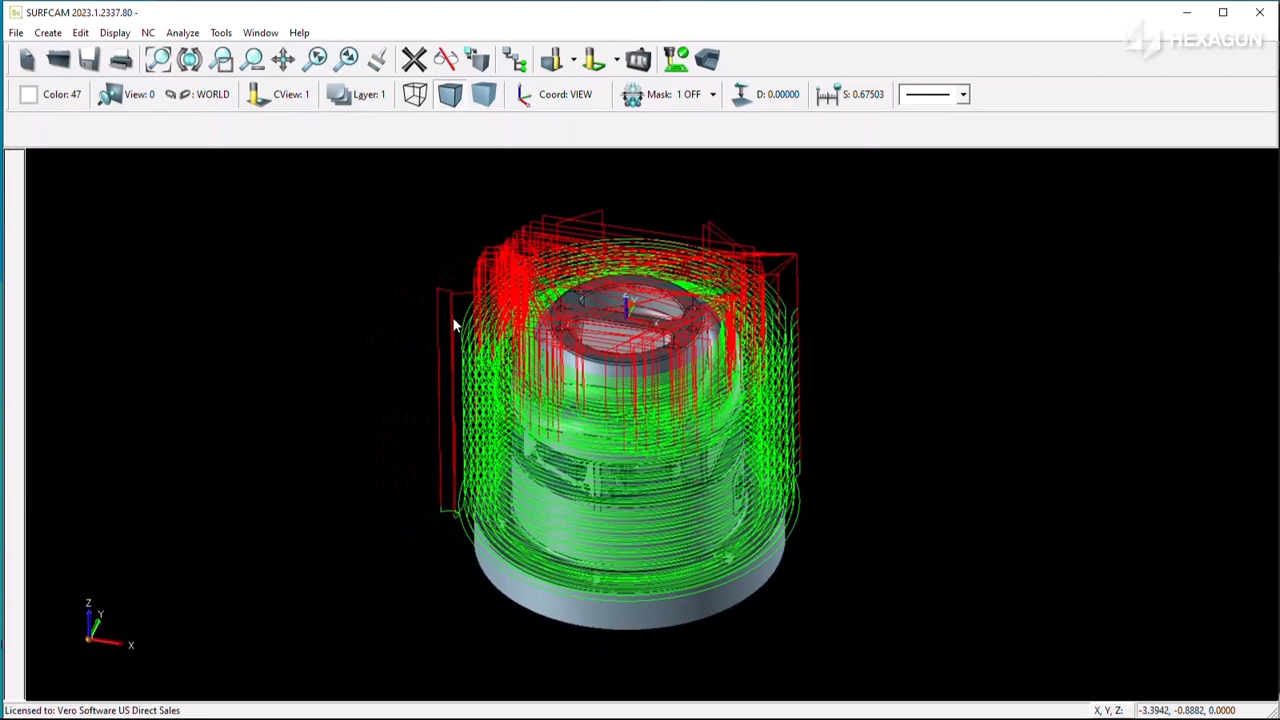 SURFCAM 2023.1.2337.80 -
File Create Edit Display NC Analyze Tools Window Help
HEXAGON
Color: 47 View: 0 WORLD CView: 1 Layer: 1 Coord: VIEW Mask: 1 OFF D: 0.00000 S: 0.67503
Z
Y
X
Licensed to: Vero Software US Direct Sales X, Y, Z: -3.3942, -0.8882, 0.0000